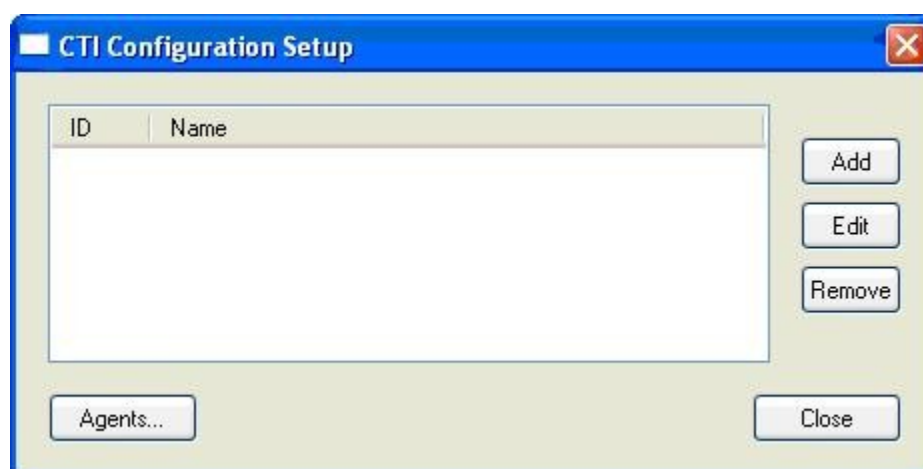 CTI Configuration Setup
ID Name
Add
Edit
Remove
Agents...
Close